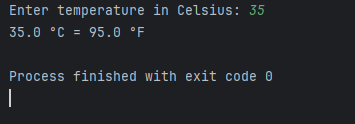 Enter temperature in Celsius: 35
35.0 °C = 95.0 °F
Process finished with exit code 0